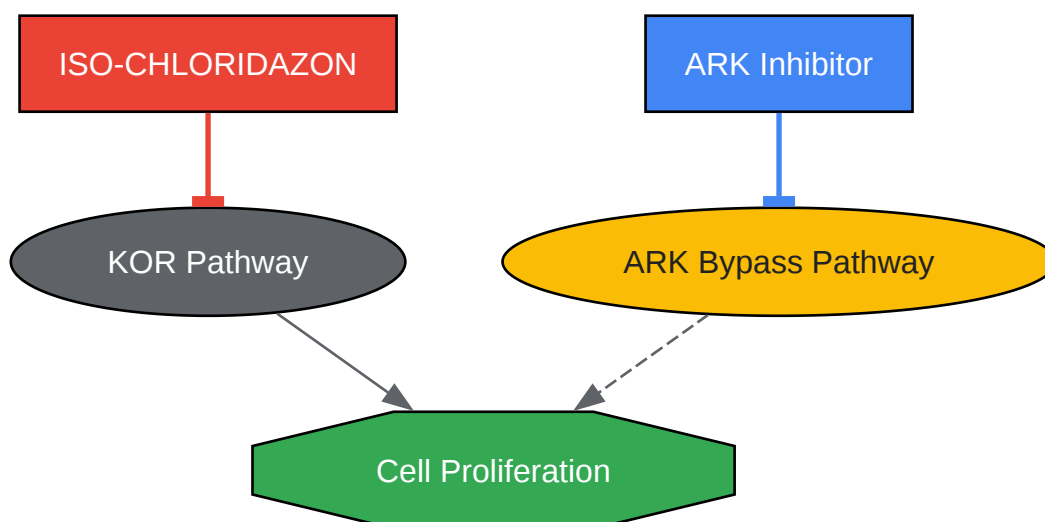 ISO-CHLORIDAZON
ARK Inhibitor
KOR Pathway
ARK Bypass Pathway
Cell Proliferation